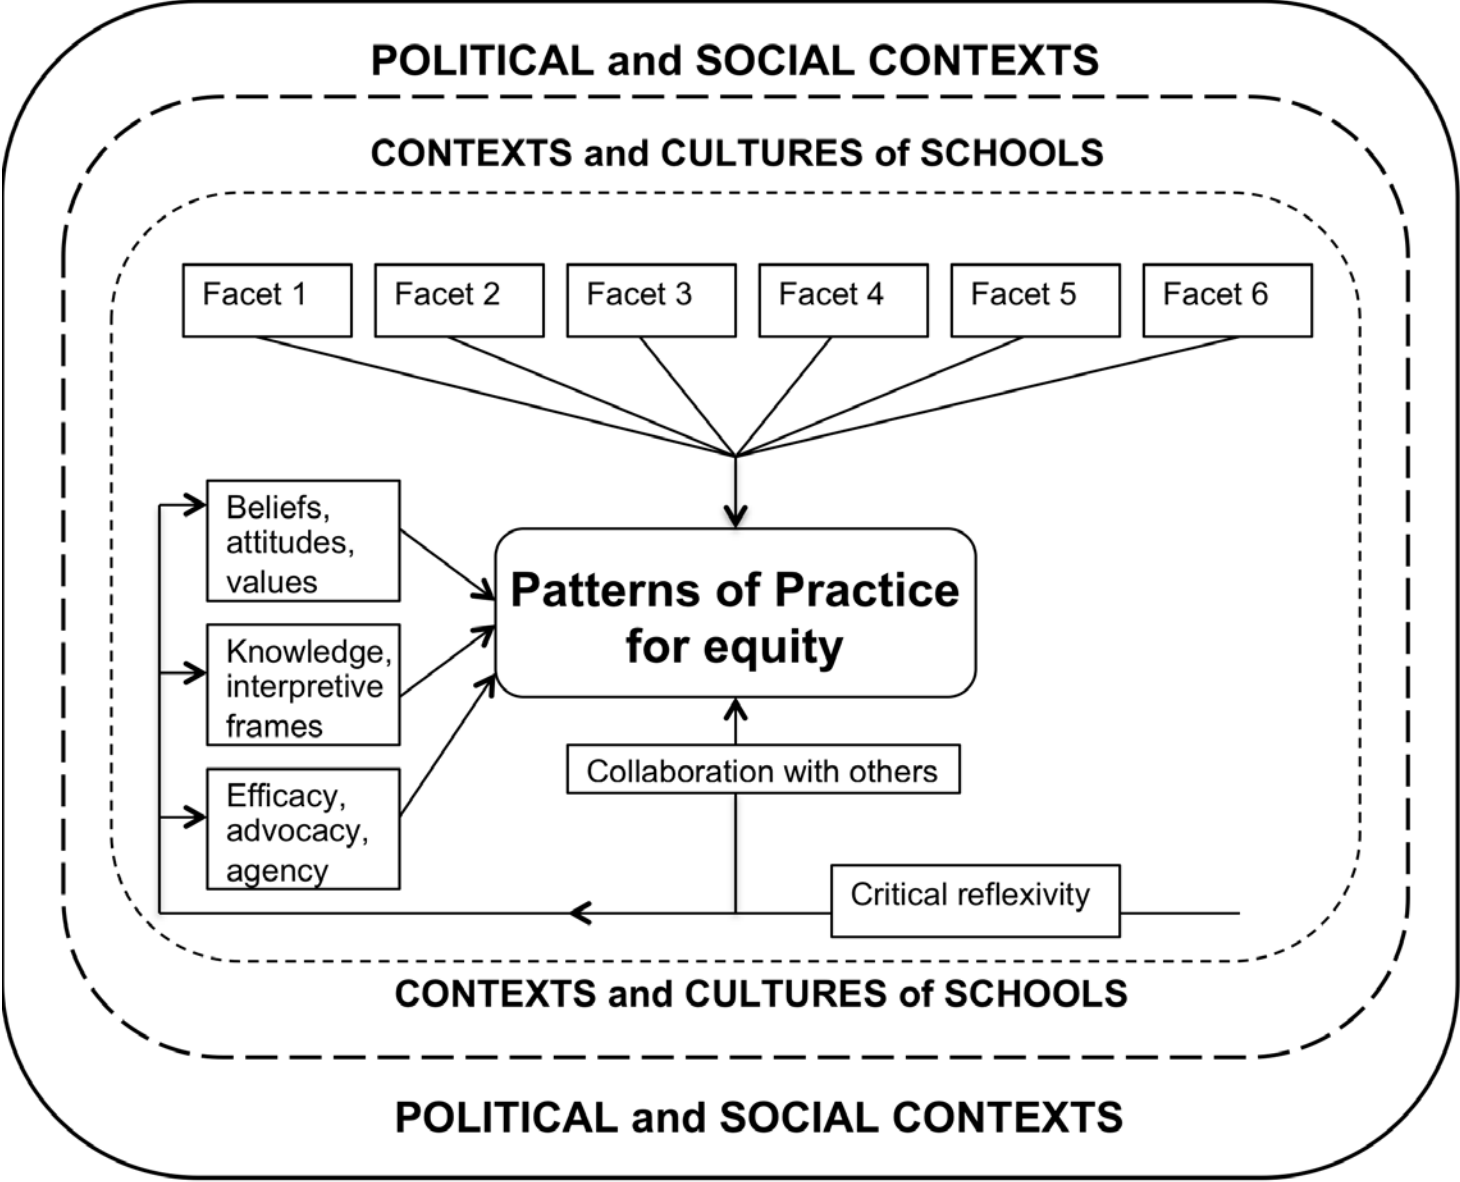 POLITICAL and SOCIAL CONTEXTS
CONTEXTS and CULTURES of SCHOOLS
Facet 1
Facet 2
Facet 3
Facet 4
Facet 5
Facet 6
Beliefs,
attitudes,
values
Knowledge,
interpretive
frames
Efficacy,
advocacy,
agency
Patterns of Practice
for equity
Collaboration with others
Critical reflexivity
CONTEXTS and CULTURES of SCHOOLS
POLITICAL and SOCIAL CONTEXTS